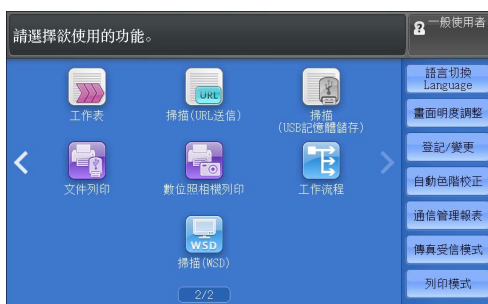 請選擇欲使用的功能。
一般使用者
工作表
URL
掃描(URL送信)
掃描
(USB記憶體儲存)
文件列印
數位照相機列印
工作流程
WSD
掃描(WSD)
2/2
語言切換
Language
畫面明度調整
登記/變更
自動色階校正
通信管理報表
傳真受信模式
列印模式